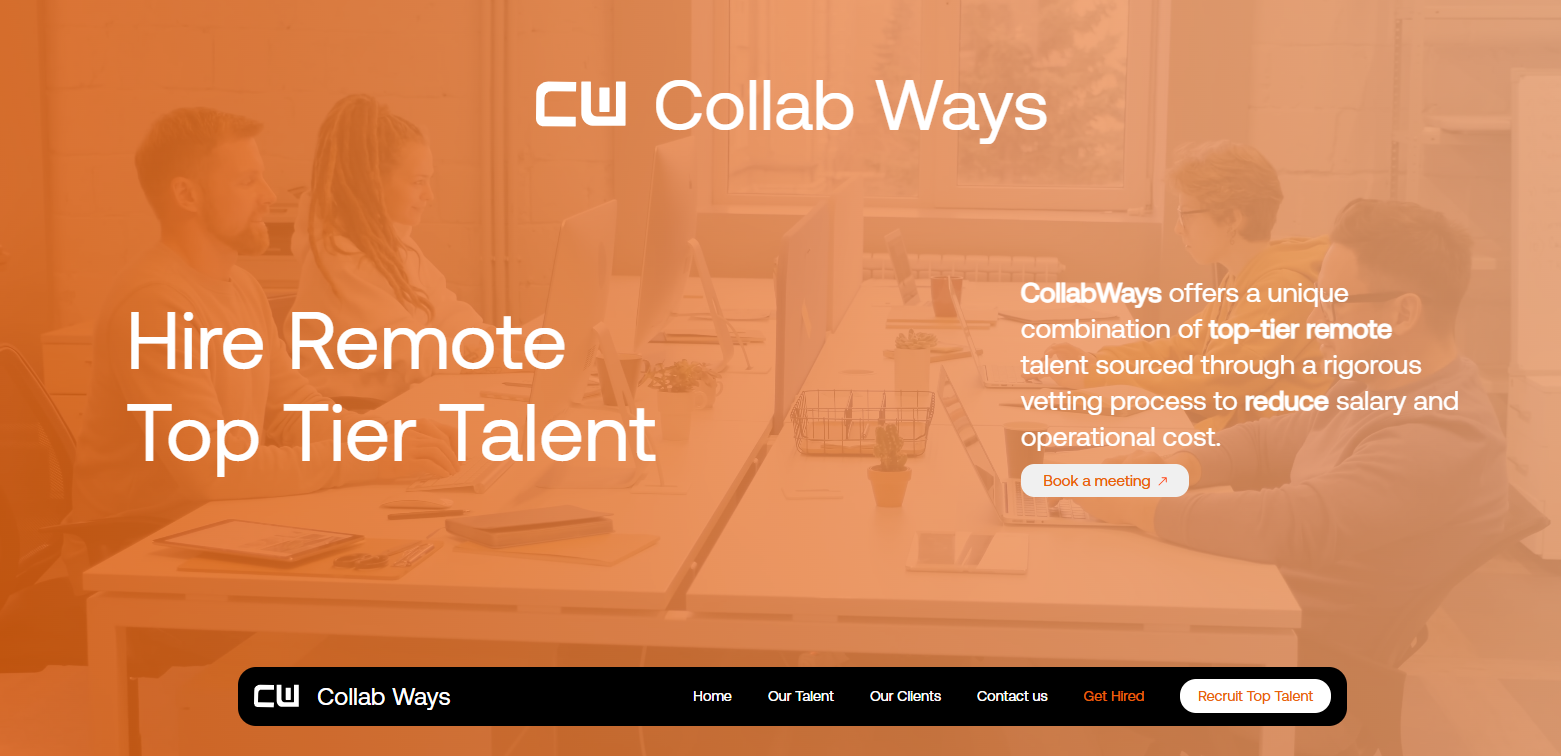 CW Collab Ways
Hire Remote
Top Tier Talent
CollabWays offers a unique
combination of top-tier remote
talent sourced through a rigorous
vetting process to reduce salary and
operational cost.
Book a meeting
CW Collab Ways Home Our Talent Our Clients Contact us Get Hired Recruit Top Talent